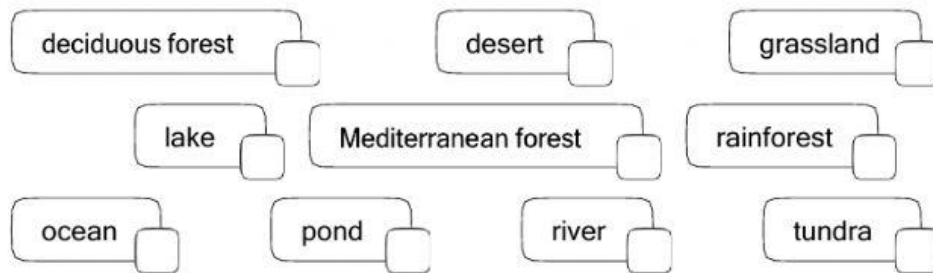 deciduous forest desert grassland
lake Mediterranean forest rainforest
ocean pond river tundra